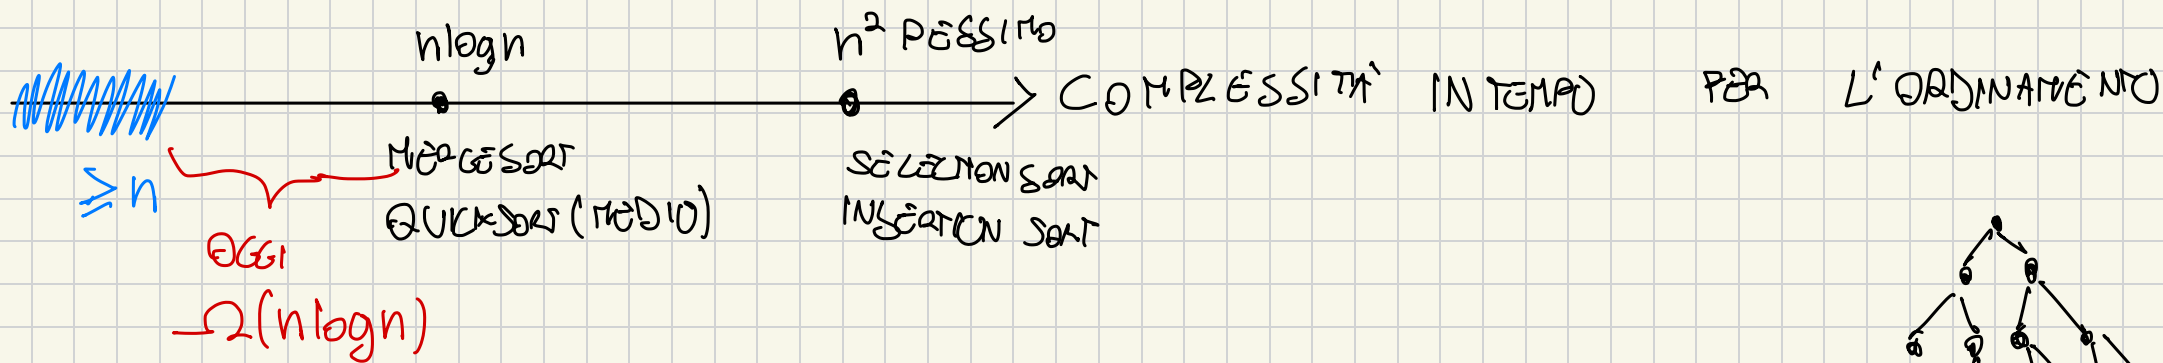 nlogn
n² PESSIMO
COMPLESSITÀ IN TEMPO PER L'ORDINAMENTO
MERGESORT
QUICKSORT (MEDIO)
SELECTION SORT
INSERTION SORT
≥ n
OGGI
Ω(nlogn)